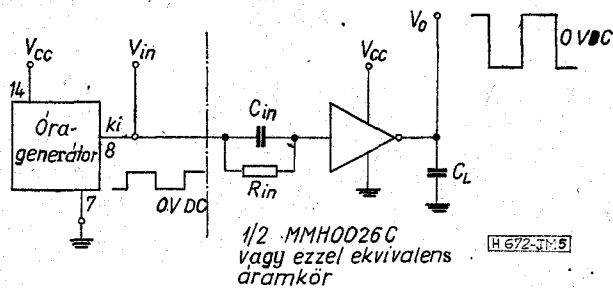 V₀
0 VDC
Vcc
Vin
Vcc
14
Óra-
generátor
ki
8
7
0V DC
Cin
Rin
CL
1/2 MMH0026C
vagy ezzel ekvivalens
áramkör
H 672-JM5